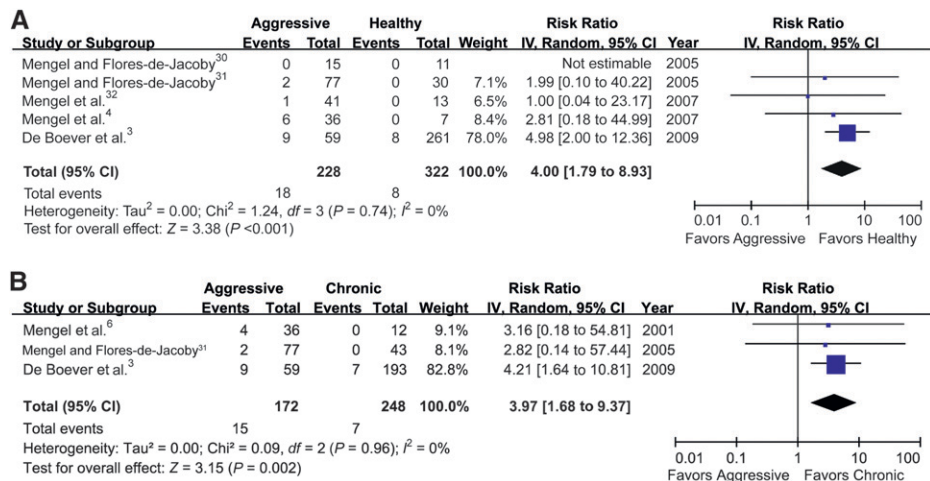 A
Aggressive Healthy Risk Ratio Risk Ratio
Study or Subgroup Events Total Events Total Weight IV, Random, 95% CI Year IV, Random, 95% CI
Mengel and Flores-de-Jacoby³⁰ 0 15 0 11 Not estimable 2005
Mengel and Flores-de-Jacoby³¹ 2 77 0 30 7.1% 1.99 [0.10 to 40.22] 2005
Mengel et al.³² 1 41 0 13 6.5% 1.00 [0.04 to 23.17] 2007
Mengel et al.⁴ 6 36 0 7 8.4% 2.81 [0.18 to 44.99] 2007
De Boever et al.³ 9 59 8 261 78.0% 4.98 [2.00 to 12.36] 2009
Total (95% CI) 228 322 100.0% 4.00 [1.79 to 8.93]
Total events 18 8
Heterogeneity: Tau² = 0.00; Chi² = 1.24, df = 3 (P = 0.74); I² = 0%
Test for overall effect: Z = 3.38 (P <0.001)
0.01 0.1 1 10 100
Favors Aggressive Favors Healthy
B
Aggressive Chronic Risk Ratio Risk Ratio
Study or Subgroup Events Total Events Total Weight IV, Random, 95% CI Year IV, Random, 95% CI
Mengel et al.⁶ 4 36 0 12 9.1% 3.16 [0.18 to 54.81] 2001
Mengel and Flores-de-Jacoby³¹ 2 77 0 43 8.1% 2.82 [0.14 to 57.44] 2005
De Boever et al.³ 9 59 7 193 82.8% 4.21 [1.64 to 10.81] 2009
Total (95% CI) 172 248 100.0% 3.97 [1.68 to 9.37]
Total events 15 7
Heterogeneity: Tau² = 0.00; Chi² = 0.09, df = 2 (P = 0.96); I² = 0%
Test for overall effect: Z = 3.15 (P = 0.002)
0.01 0.1 1 10 100
Favors Aggressive Favors Chronic